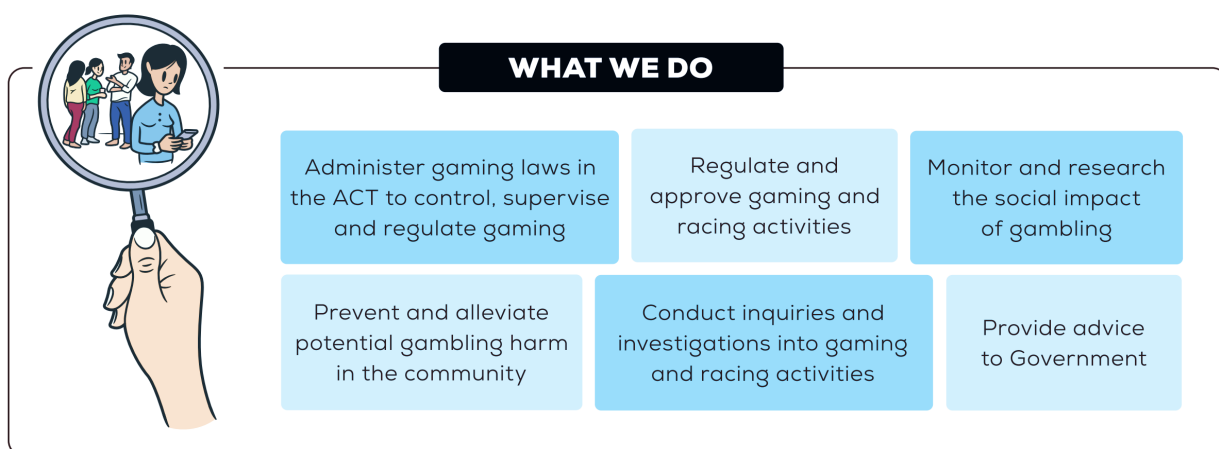 WHAT WE DO
Administer gaming laws in
the ACT to control, supervise
and regulate gaming
Regulate and
approve gaming and
racing activities
Monitor and research
the social impact
of gambling
Prevent and alleviate
potential gambling harm
in the community
Conduct inquiries and
investigations into gaming
and racing activities
Provide advice
to Government